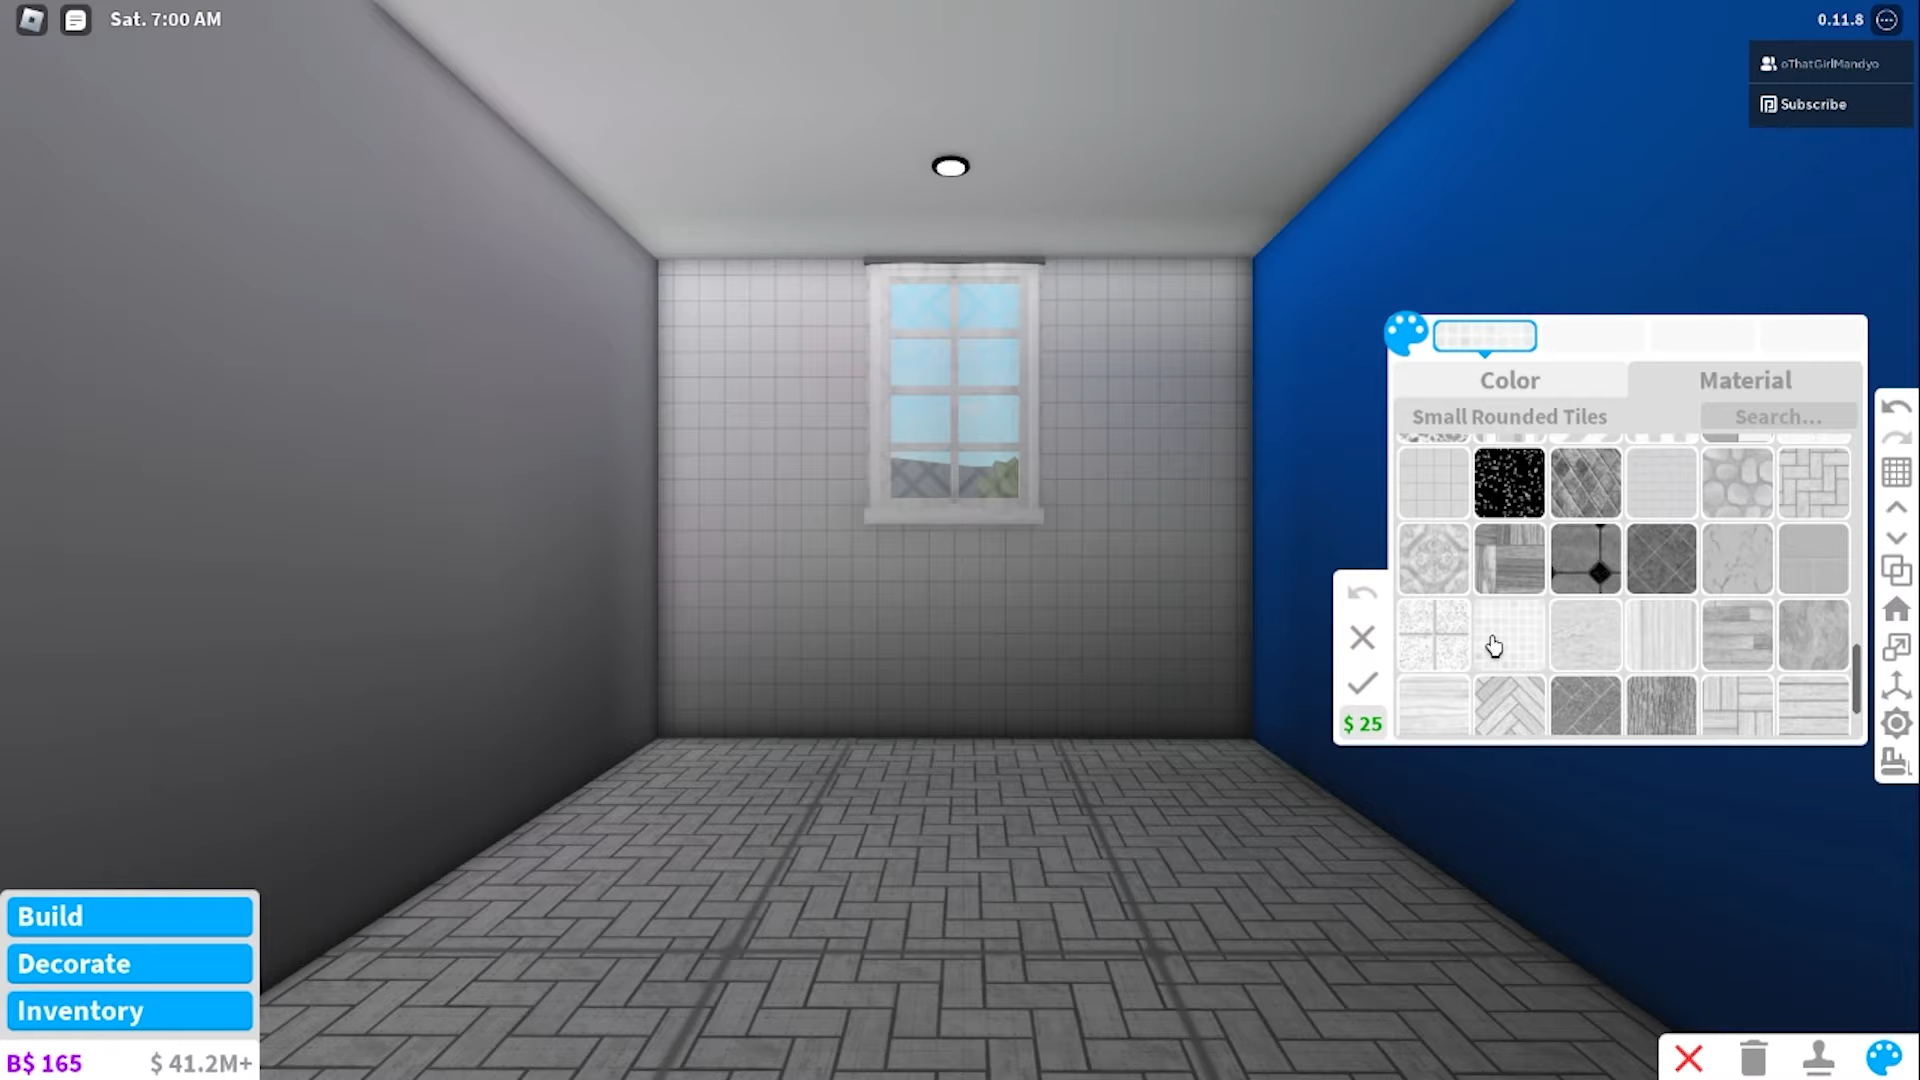 Sat. 7:00 AM
0.11.8
oThatGirlMandyo
Subscribe
Color
Material
Small Rounded Tiles
Search...
$ 25
Build
Decorate
Inventory
B$ 165
$ 41.2M+